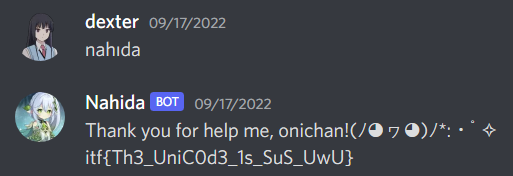 dexter 09/17/2022
nahıda
Nahida BOT 09/17/2022
Thank you for help me, onichan!(ﾉ◕ヮ◕)ﾉ*:・ﾟ✧
itf{Th3_UniC0d3_1s_SuS_UwU}